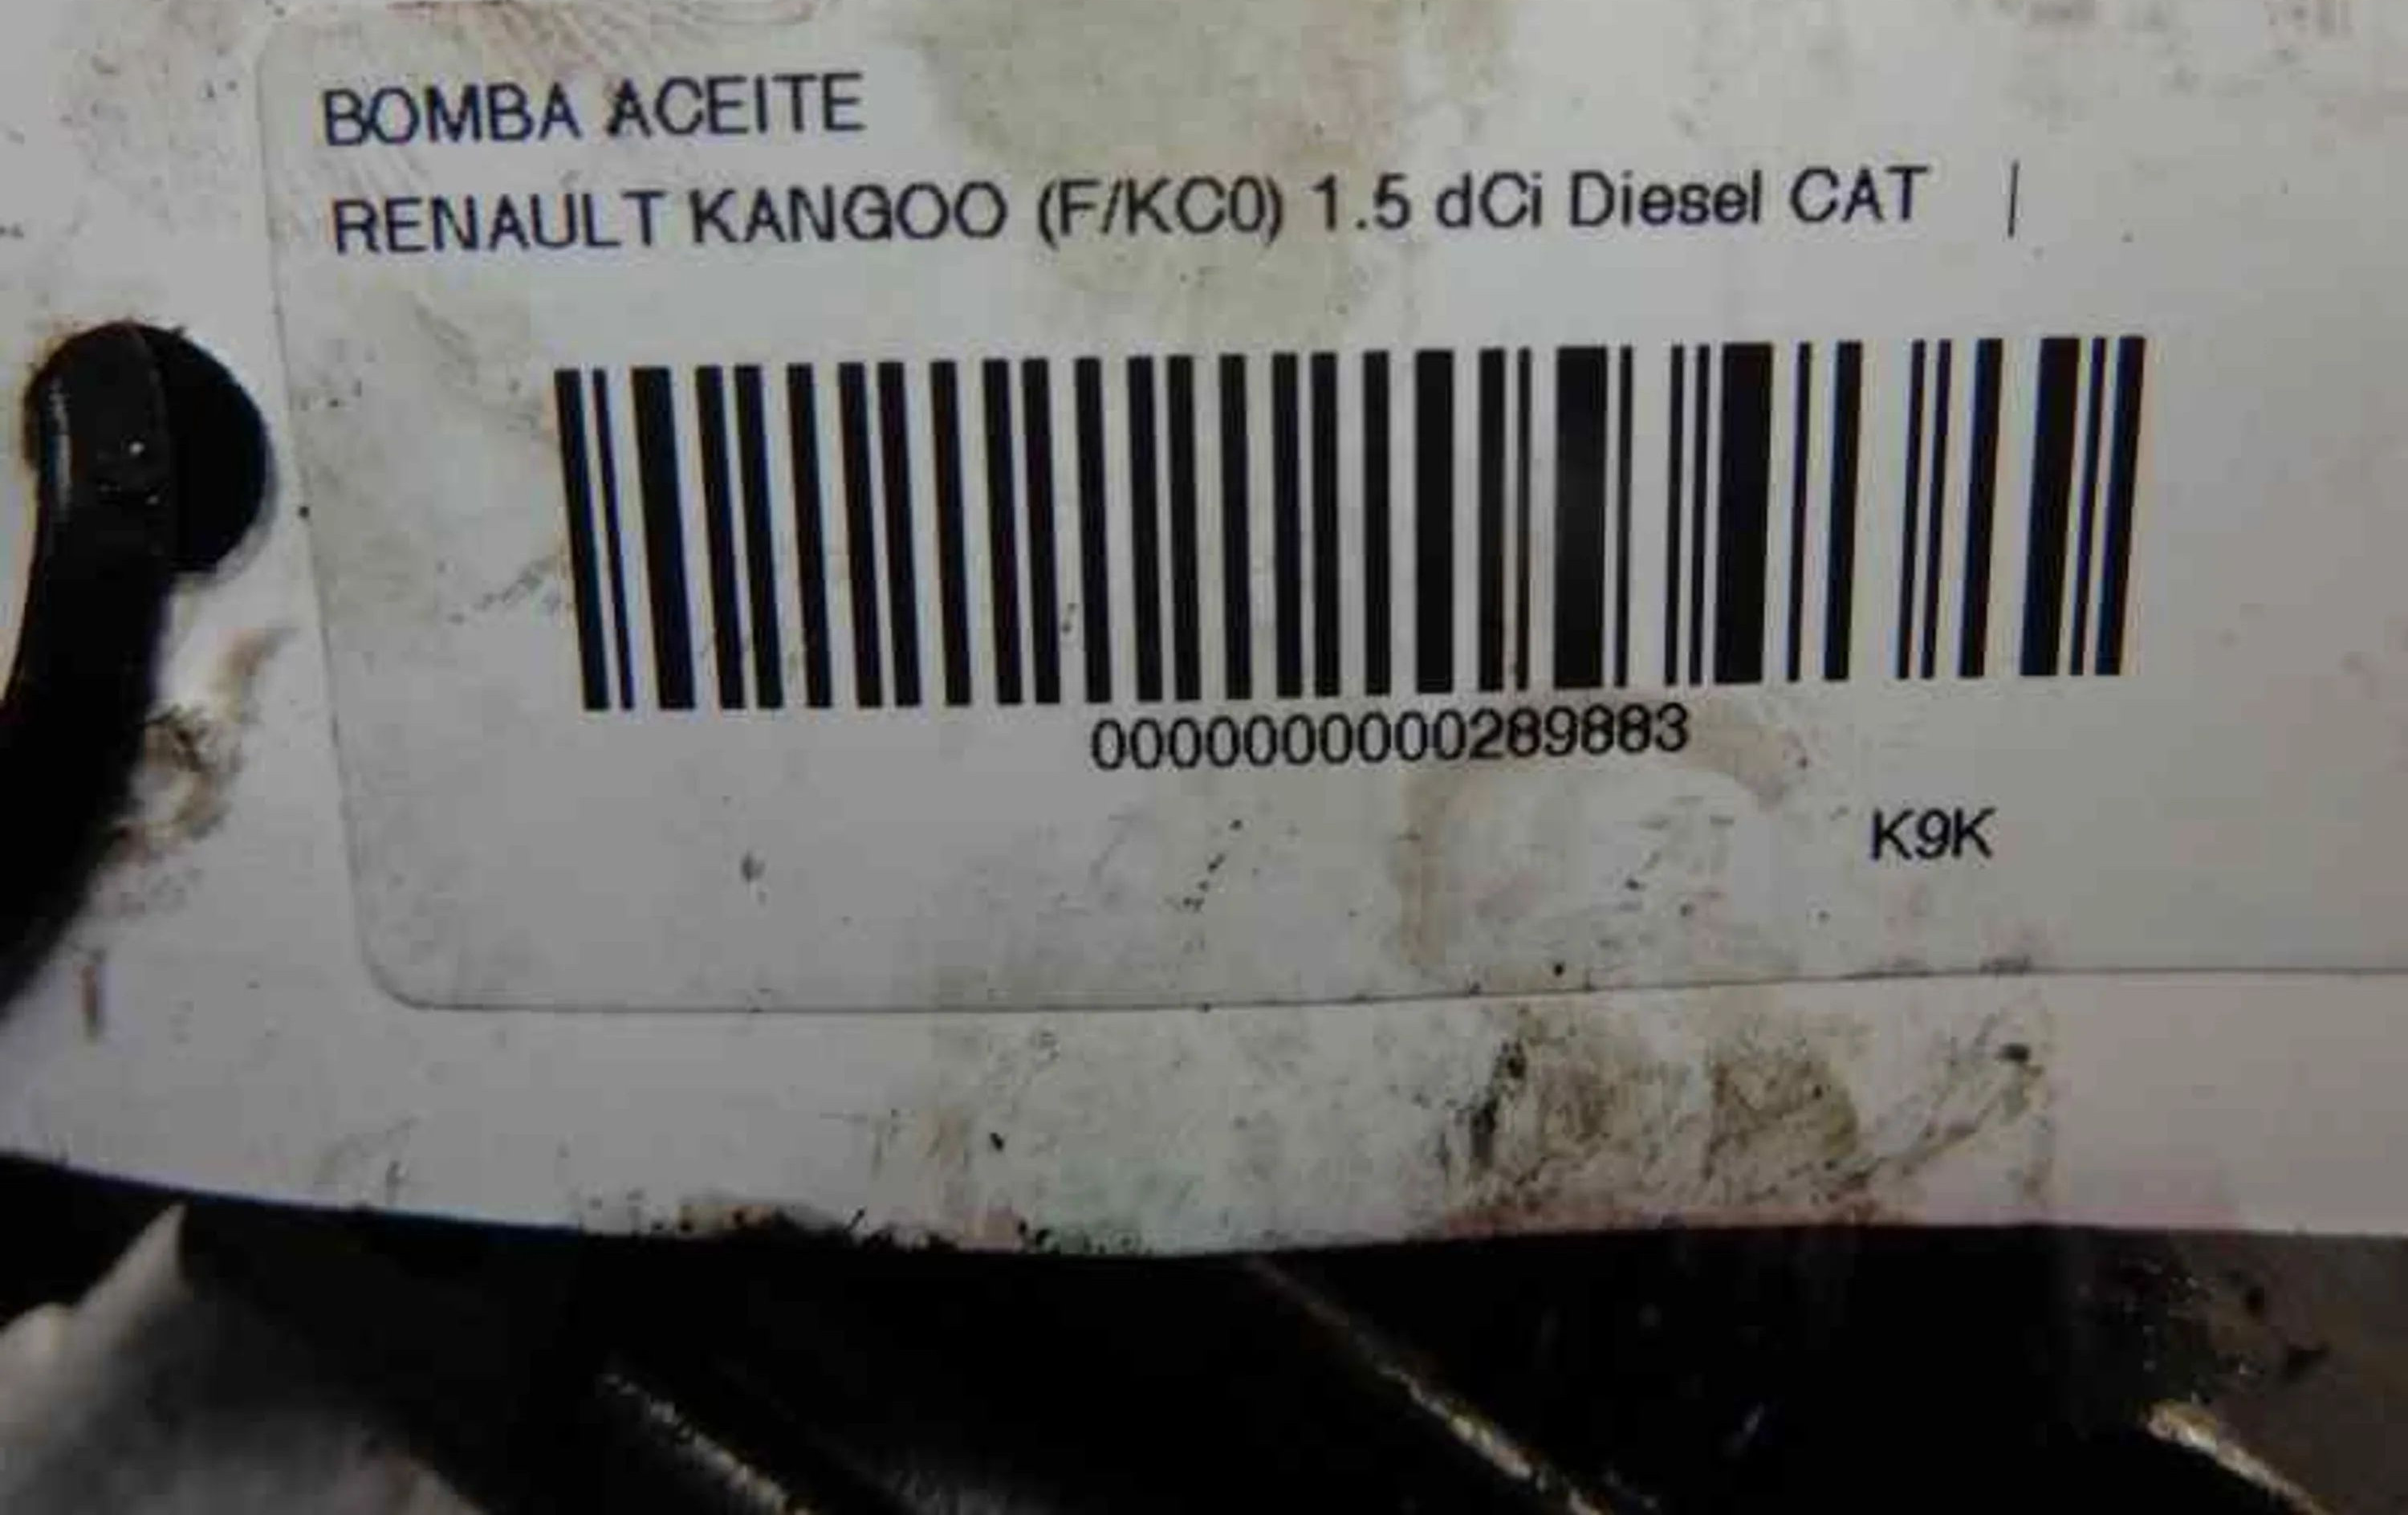 BOMBA ACEITE
RENAULT KANGOO (F/KC0) 1.5 dCi Diesel CAT |
0000000000289883
K9K